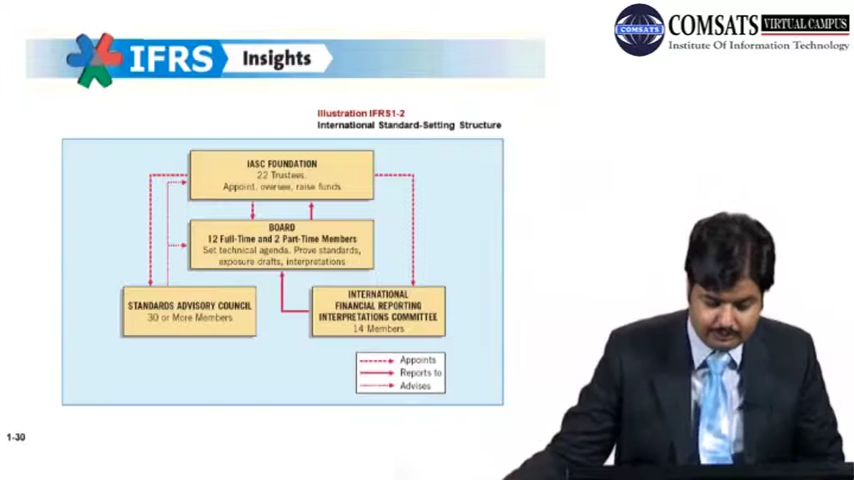 IFRS Insights
COMSATS VIRTUAL CAMPUS
COMSATS
Institute Of Information Technology
Illustration IFRS1-2
International Standard-Setting Structure
IASC FOUNDATION
22 Trustees.
Appoint, oversee, raise funds
BOARD
12 Full-Time and 2 Part-Time Members
Set technical agenda. Prove standards,
exposure drafts, interpretations
STANDARDS ADVISORY COUNCIL
30 or More Members
INTERNATIONAL
FINANCIAL REPORTING
INTERPRETATIONS COMMITTEE
14 Members
Appoints
Reports to
Advises
1-30